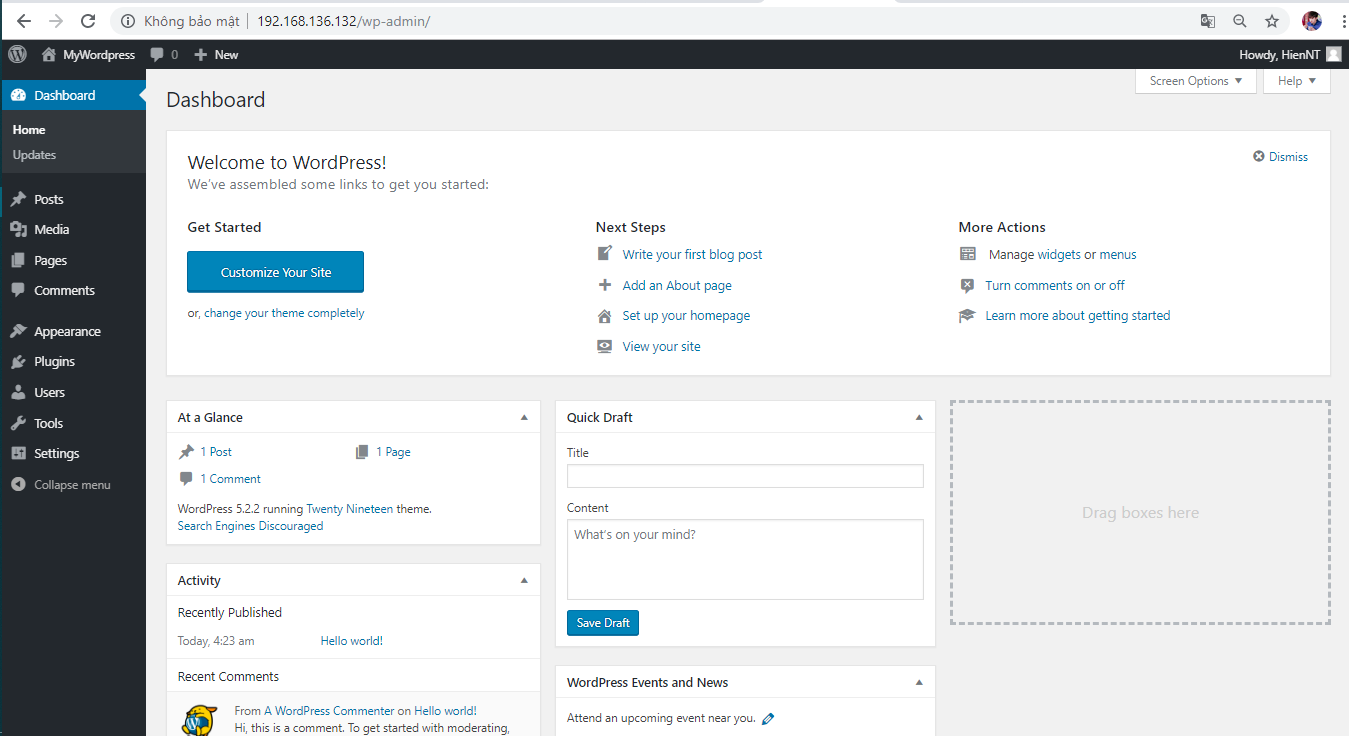 Không bảo mật 192.168.136.132/wp-admin/
MyWordpress 0 New Howdy, HienNT
Screen Options Help
Dashboard
Home
Updates
Posts
Media
Pages
Comments
Appearance
Plugins
Users
Tools
Settings
Collapse menu
Dashboard
Welcome to WordPress!
Dismiss
We've assembled some links to get you started:
Get Started
Customize Your Site
or, change your theme completely
Next Steps
Write your first blog post
Add an About page
Set up your homepage
View your site
More Actions
Manage widgets or menus
Turn comments on or off
Learn more about getting started
At a Glance
1 Post 1 Page
1 Comment
WordPress 5.2.2 running Twenty Nineteen theme.
Search Engines Discouraged
Activity
Recently Published
Today, 4:23 am Hello world!
Recent Comments
From A WordPress Commenter on Hello world!
Hi, this is a comment. To get started with moderating,
Quick Draft
Title
Content
What's on your mind?
Save Draft
WordPress Events and News
Attend an upcoming event near you.
Drag boxes here